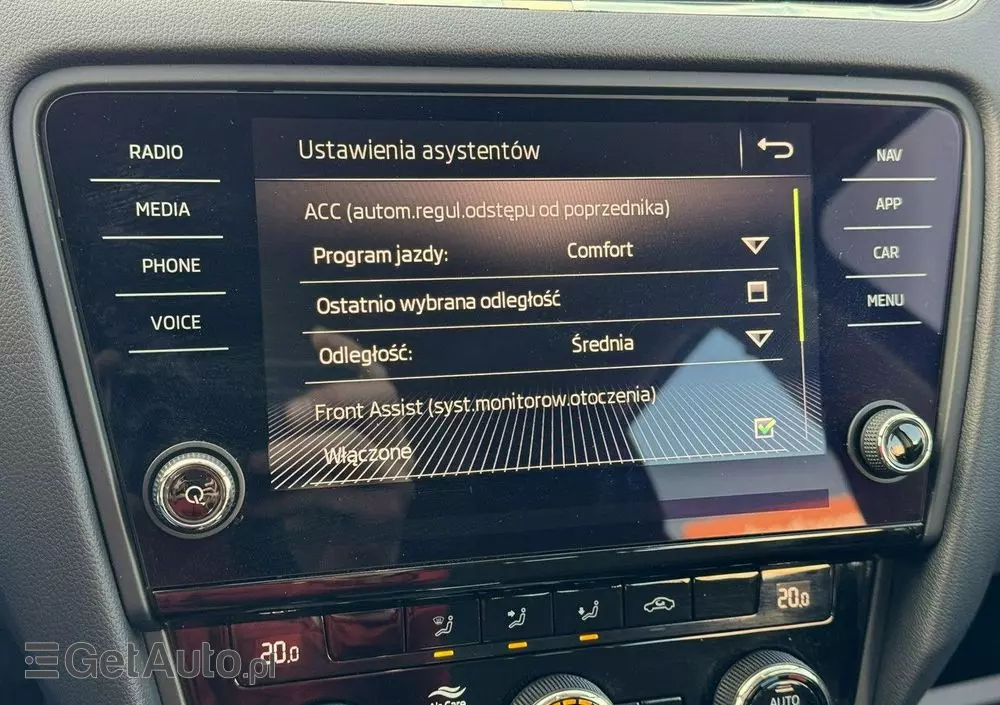 RADIO
MEDIA
PHONE
VOICE
Ustawienia asystentów
ACC (autom.regul.odstępu od poprzednika)
Program jazdy: Comfort
Ostatnio wybrana odległość
Odległość: Średnia
Front Assist (syst.monitorow.otoczenia)
Włączone
NAV
APP
CAR
MENU
20.0
20.0
AUTO
GetAuto.pl